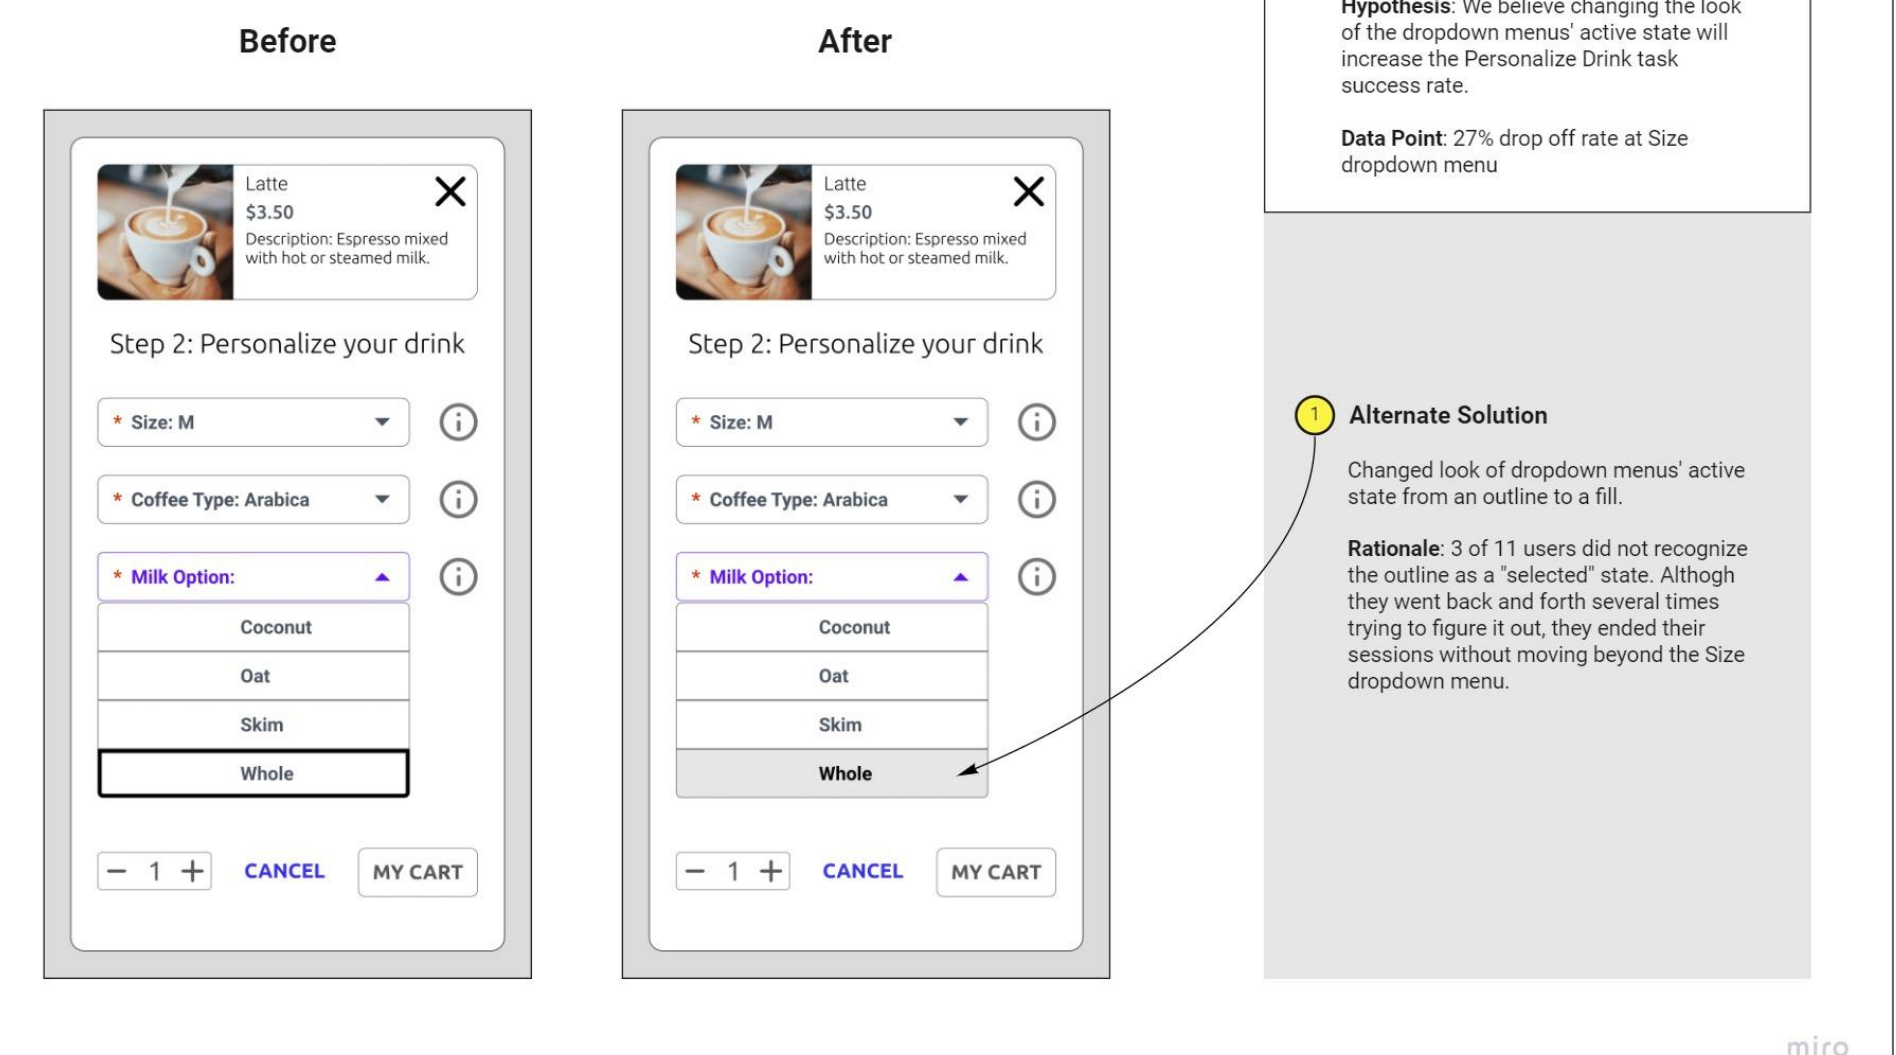 Before
Latte
$3.50
Description: Espresso mixed
with hot or steamed milk.
Step 2: Personalize your drink
* Size: M
* Coffee Type: Arabica
* Milk Option:
Coconut
Oat
Skim
Whole
− 1 +
CANCEL
MY CART
After
Latte
$3.50
Description: Espresso mixed
with hot or steamed milk.
Step 2: Personalize your drink
* Size: M
* Coffee Type: Arabica
* Milk Option:
Coconut
Oat
Skim
Whole
− 1 +
CANCEL
MY CART
Hypothesis: We believe changing the look
of the dropdown menus' active state will
increase the Personalize Drink task
success rate.
Data Point: 27% drop off rate at Size
dropdown menu
1 Alternate Solution
Changed look of dropdown menus' active
state from an outline to a fill.
Rationale: 3 of 11 users did not recognize
the outline as a "selected" state. Althogh
they went back and forth several times
trying to figure it out, they ended their
sessions without moving beyond the Size
dropdown menu.
miro